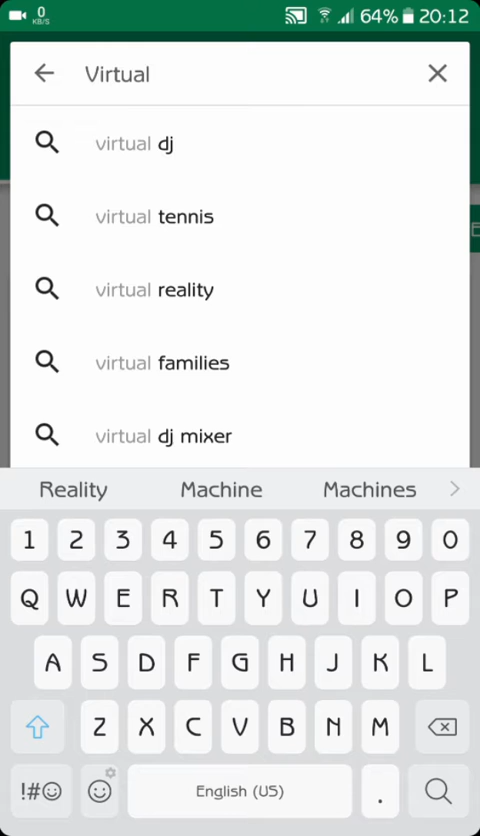 0 KB/S 64% 20:12
Virtual
virtual dj
virtual tennis
virtual reality
virtual families
virtual dj mixer
Reality Machine Machines
1 2 3 4 5 6 7 8 9 0
Q W E R T Y U I O P
A S D F G H J K L
Z X C V B N M
!#☺ English (US) .